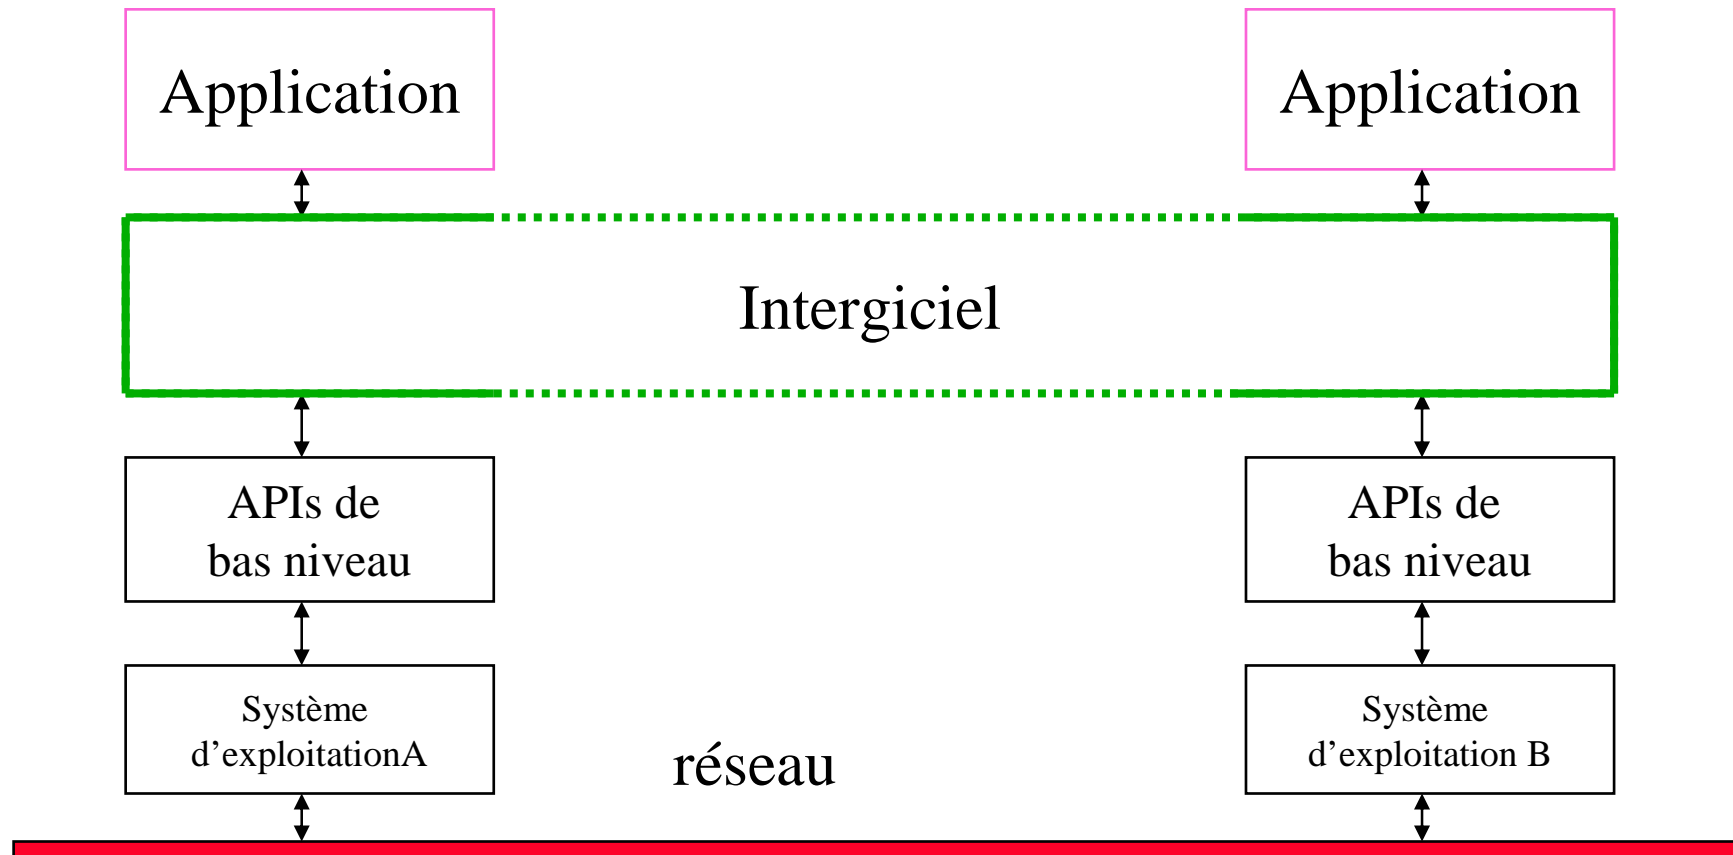 Application
Application
Intergiciel
APIs de
bas niveau
APIs de
bas niveau
Système
d’exploitationA
Système
d’exploitation B
réseau